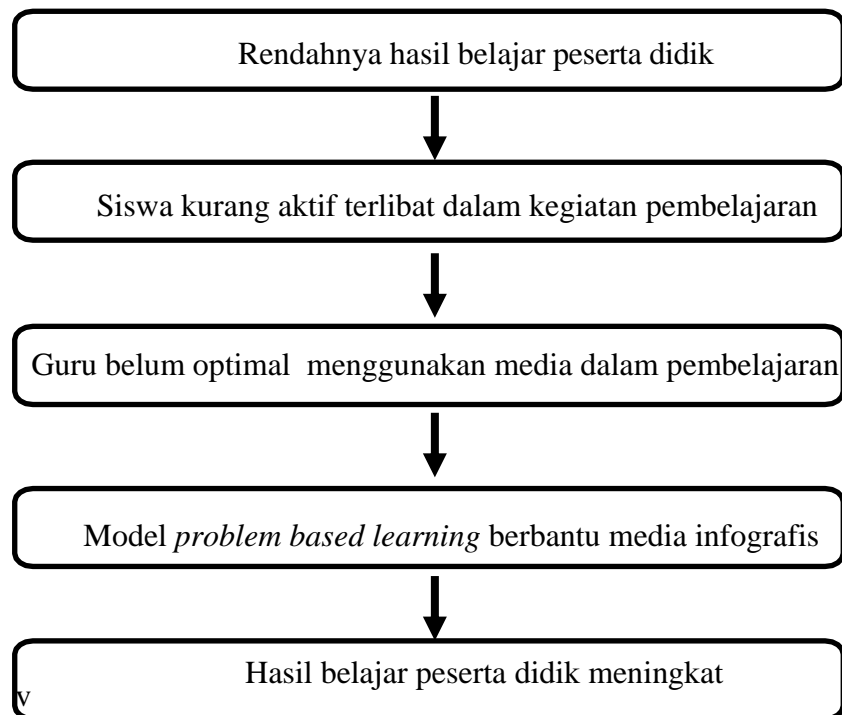 Rendahnya hasil belajar peserta didik
Siswa kurang aktif terlibat dalam kegiatan pembelajaran
Guru belum optimal menggunakan media dalam pembelajaran
Model problem based learning berbantu media infografis
Hasil belajar peserta didik meningkat
v